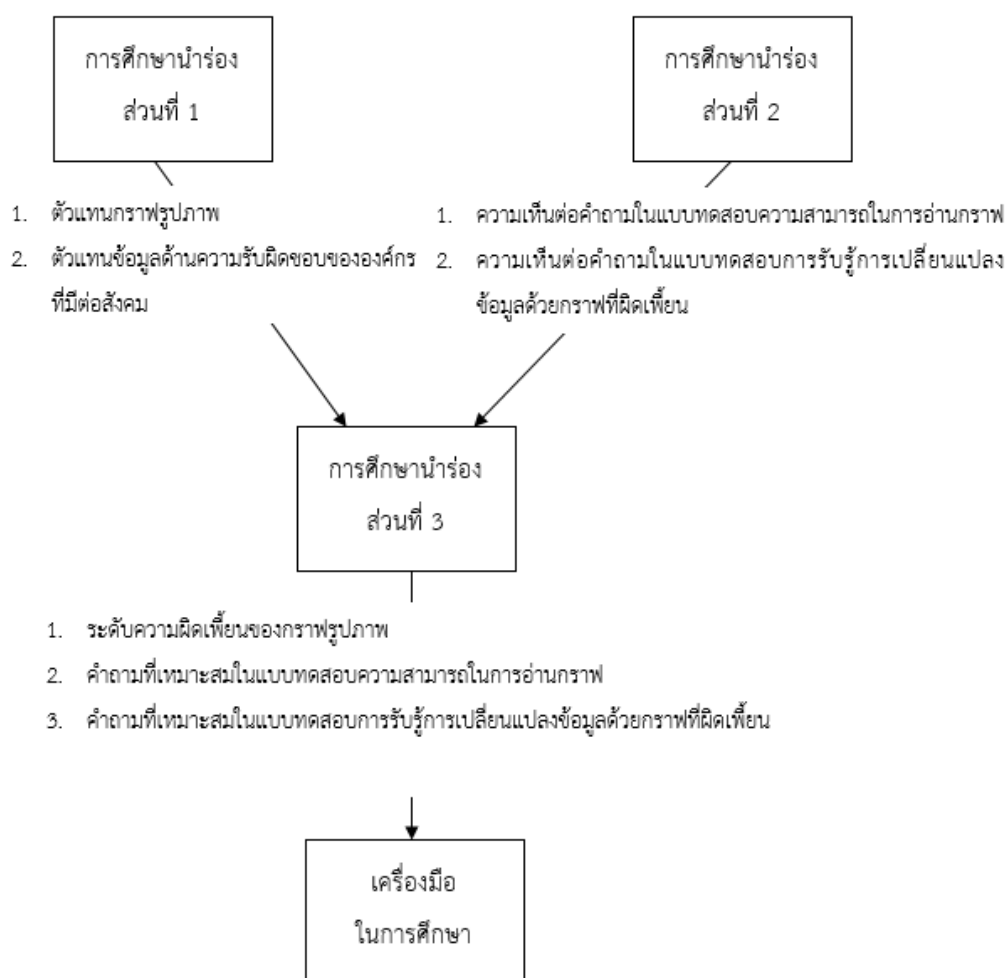 การศึกษานำร่อง
ส่วนที่ 1
การศึกษานำร่อง
ส่วนที่ 2
1. ตัวแทนกราฟรูปภาพ
2. ตัวแทนข้อมูลด้านความรับผิดชอบขององค์กร
ที่มีต่อสังคม
1. ความเห็นต่อคำถามในแบบทดสอบความสามารถในการอ่านกราฟ
2. ความเห็นต่อคำถามในแบบทดสอบการรับรู้การเปลี่ยนแปลง
ข้อมูลด้วยกราฟที่ผิดเพี้ยน
การศึกษานำร่อง
ส่วนที่ 3
1. ระดับความผิดเพี้ยนของกราฟรูปภาพ
2. คำถามที่เหมาะสมในแบบทดสอบความสามารถในการอ่านกราฟ
3. คำถามที่เหมาะสมในแบบทดสอบการรับรู้การเปลี่ยนแปลงข้อมูลด้วยกราฟที่ผิดเพี้ยน
เครื่องมือ
ในการศึกษา